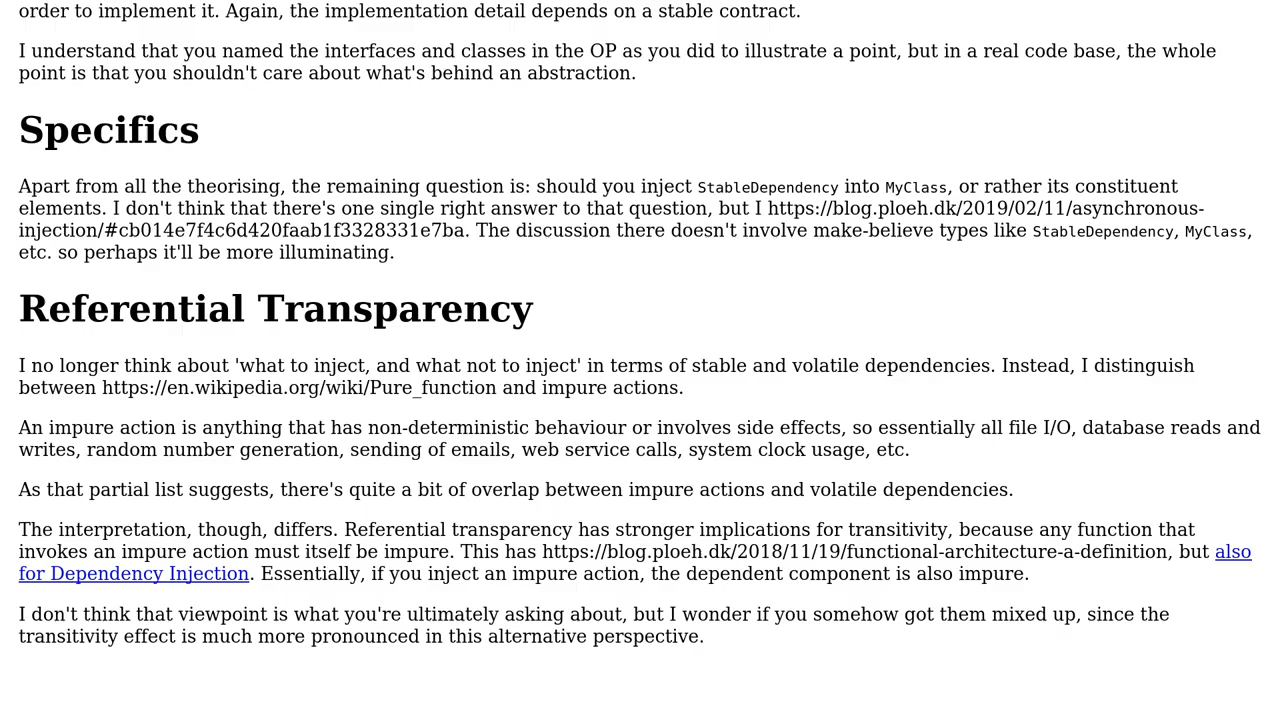 order to implement it. Again, the implementation detail depends on a stable contract.
I understand that you named the interfaces and classes in the OP as you did to illustrate a point, but in a real code base, the whole
point is that you shouldn't care about what's behind an abstraction.
Specifics
Apart from all the theorising, the remaining question is: should you inject StableDependency into MyClass, or rather its constituent
elements. I don't think that there's one single right answer to that question, but I https://blog.ploeh.dk/2019/02/11/asynchronous-
injection/#cb014e7f4c6d420faab1f3328331e7ba. The discussion there doesn't involve make-believe types like StableDependency, MyClass,
etc. so perhaps it'll be more illuminating.
Referential Transparency
I no longer think about 'what to inject, and what not to inject' in terms of stable and volatile dependencies. Instead, I distinguish
between https://en.wikipedia.org/wiki/Pure_function and impure actions.
An impure action is anything that has non-deterministic behaviour or involves side effects, so essentially all file I/O, database reads and
writes, random number generation, sending of emails, web service calls, system clock usage, etc.
As that partial list suggests, there's quite a bit of overlap between impure actions and volatile dependencies.
The interpretation, though, differs. Referential transparency has stronger implications for transitivity, because any function that
invokes an impure action must itself be impure. This has https://blog.ploeh.dk/2018/11/19/functional-architecture-a-definition, but also
for Dependency Injection. Essentially, if you inject an impure action, the dependent component is also impure.
I don't think that viewpoint is what you're ultimately asking about, but I wonder if you somehow got them mixed up, since the
transitivity effect is much more pronounced in this alternative perspective.